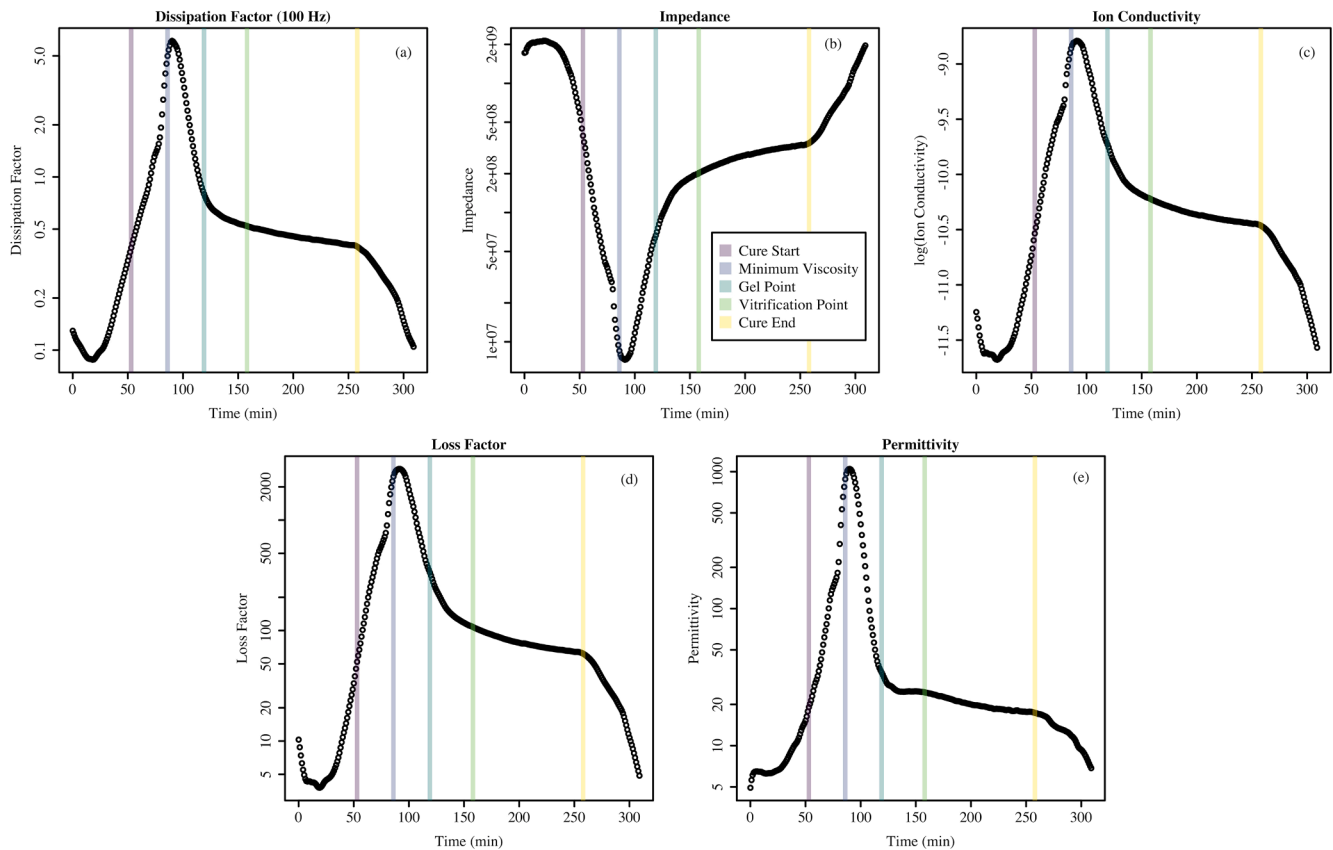 Dissipation Factor (100 Hz)
(a)
Dissipation Factor
5.0
2.0
1.0
0.5
0.2
0.1
0 50 100 150 200 250 300
Time (min)
Impedance
(b)
Impedance
2e+09
5e+08
2e+08
5e+07
1e+07
Cure Start
Minimum Viscosity
Gel Point
Vitrification Point
Cure End
0 50 100 150 200 250 300
Time (min)
Ion Conductivity
(c)
log(Ion Conductivity)
-9.0
-9.5
-10.0
-10.5
-11.0
-11.5
0 50 100 150 200 250 300
Time (min)
Loss Factor
(d)
Loss Factor
2000
500
100
50
20
10
5
0 50 100 150 200 250 300
Time (min)
Permittivity
(e)
Permittivity
1000
500
200
100
50
20
10
5
0 50 100 150 200 250 300
Time (min)